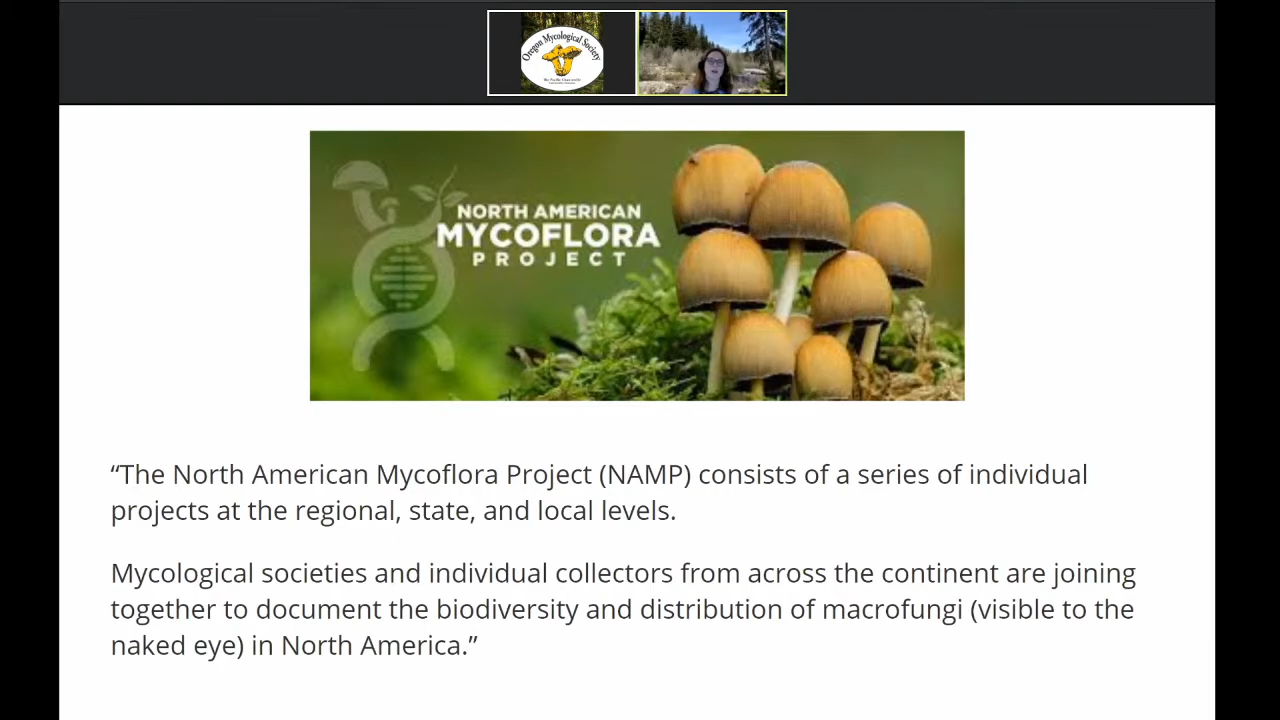 Oregon Mycological Society
NORTH AMERICAN
MYCOFLORA
PROJECT
“The North American Mycoflora Project (NAMP) consists of a series of individual
projects at the regional, state, and local levels.
Mycological societies and individual collectors from across the continent are joining
together to document the biodiversity and distribution of macrofungi (visible to the
naked eye) in North America.”